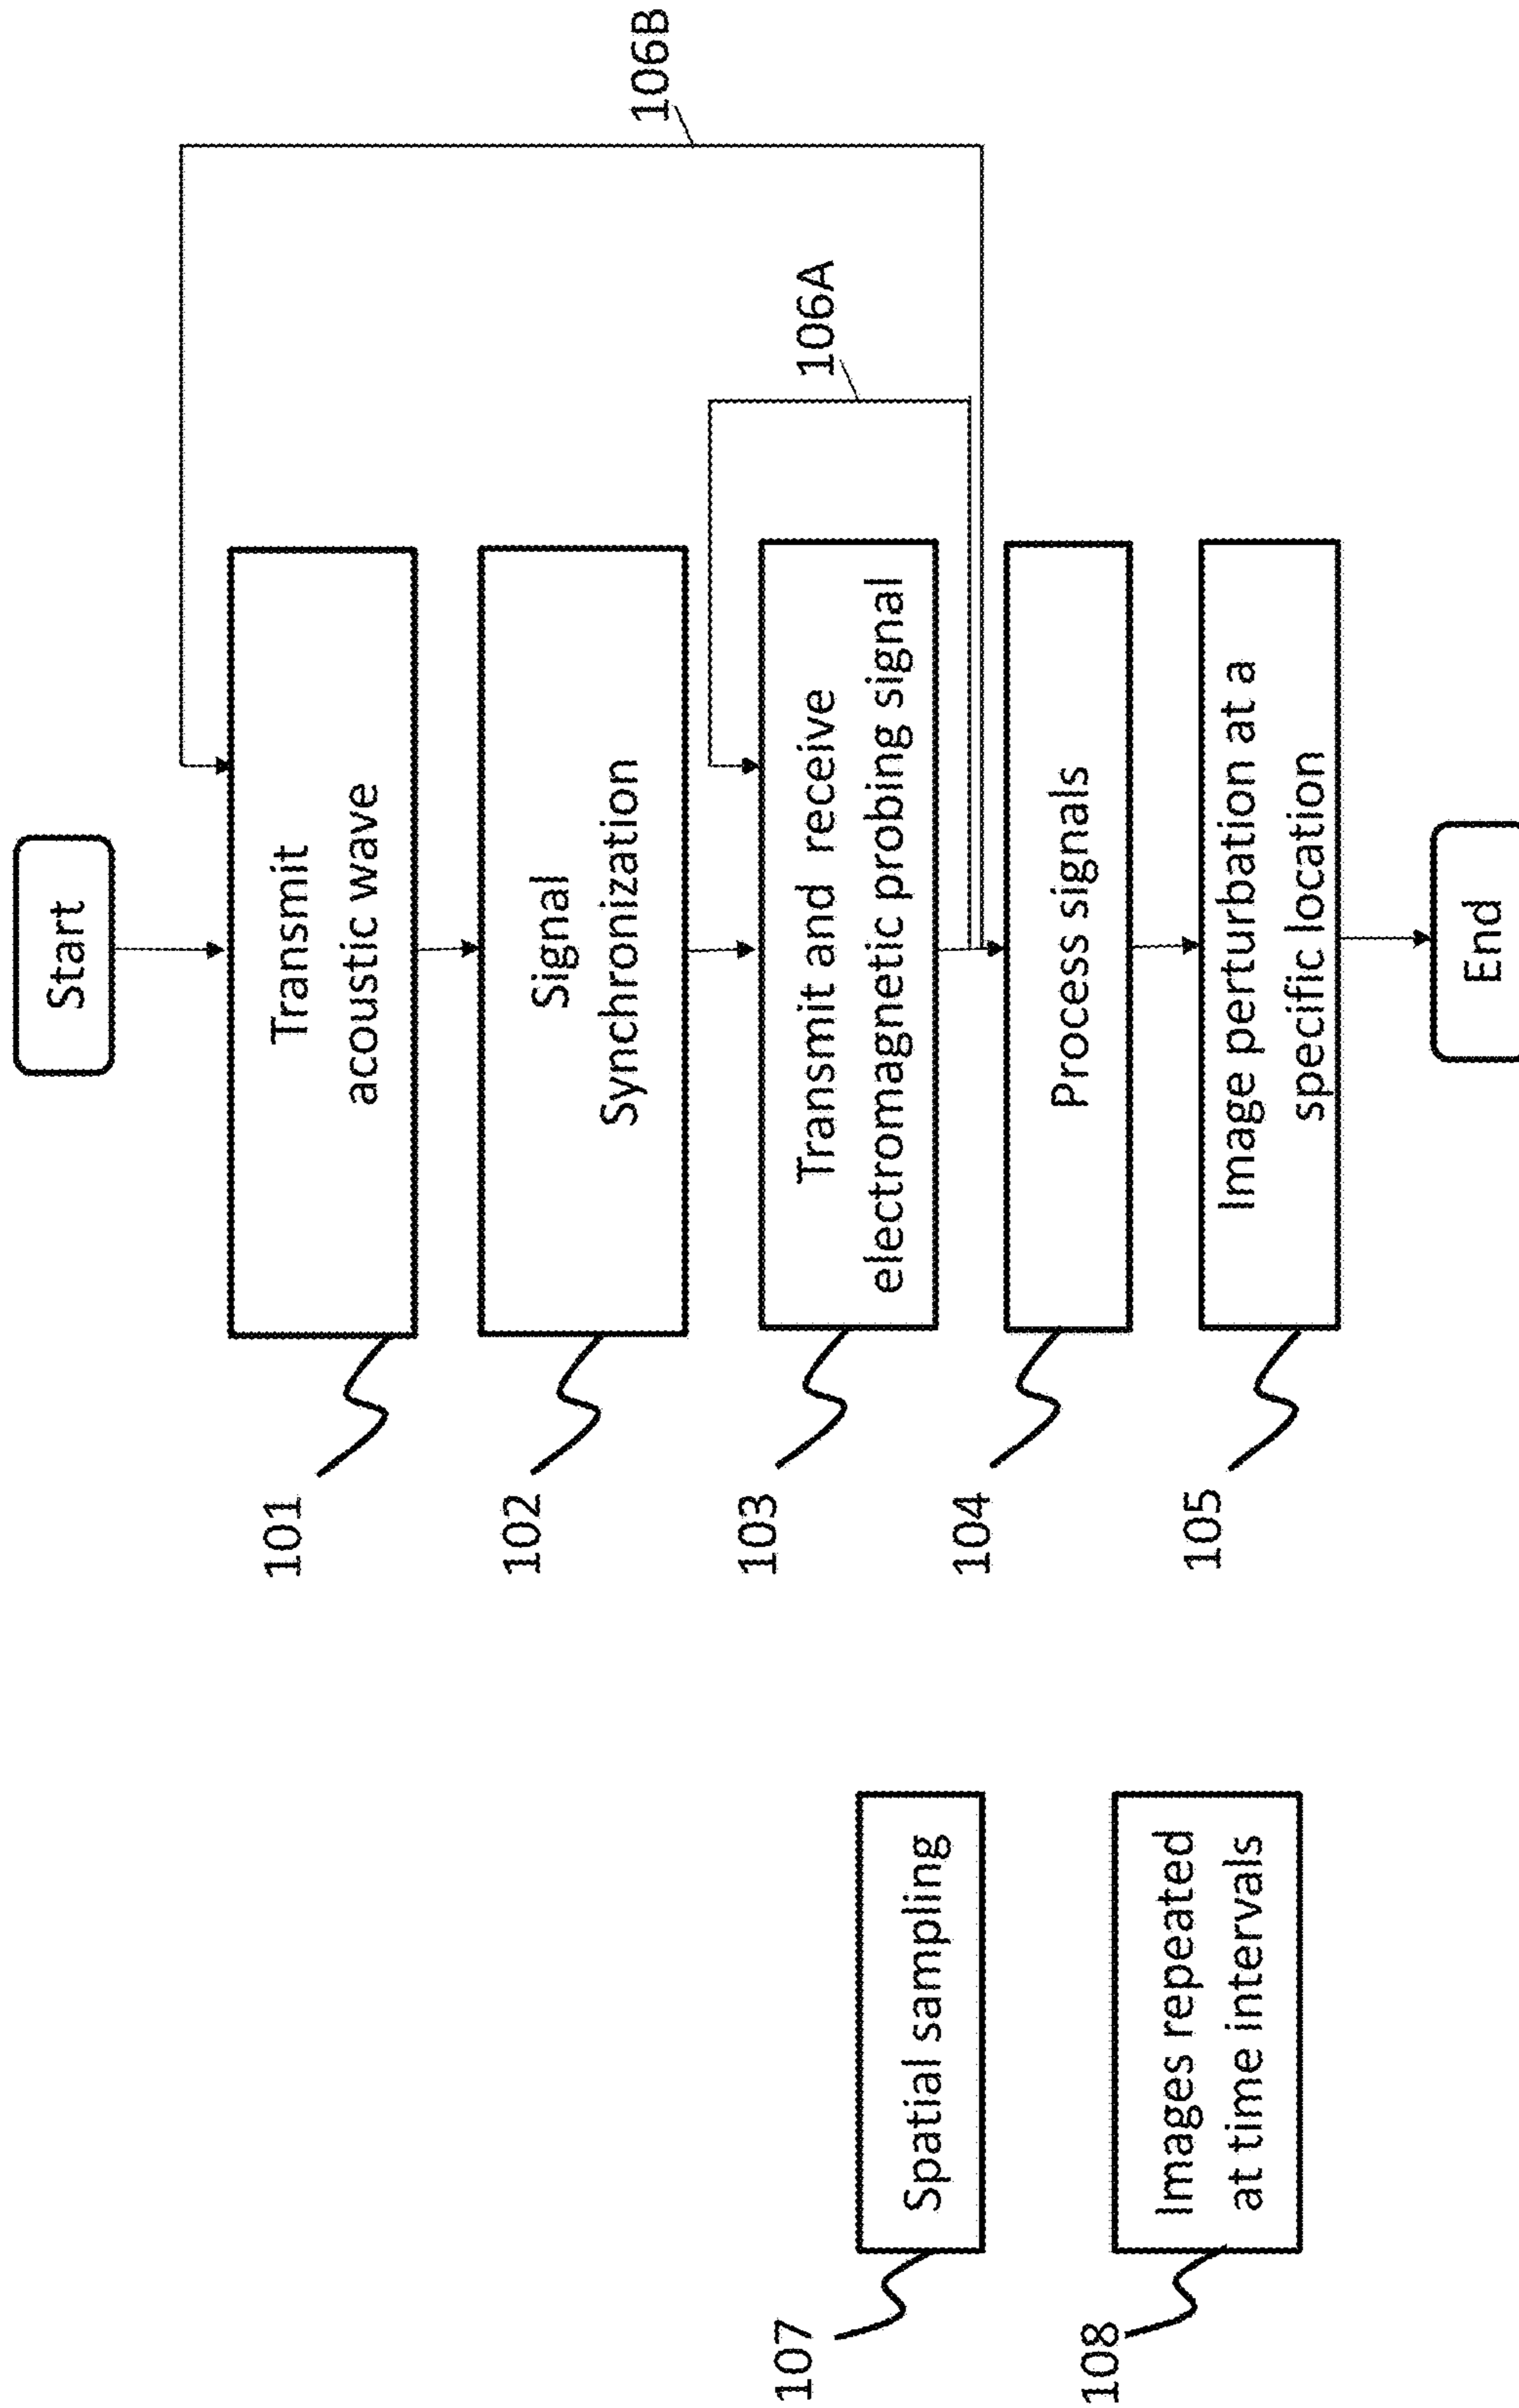 Start
106B
101
Transmit
acoustic wave
102
Signal
Synchronization
106A
103
Transmit and receive
electromagnetic probing signal
107
Spatial sampling
104
Process signals
108
Images repeated
at time intervals
105
Image perturbation at a
specific location
End